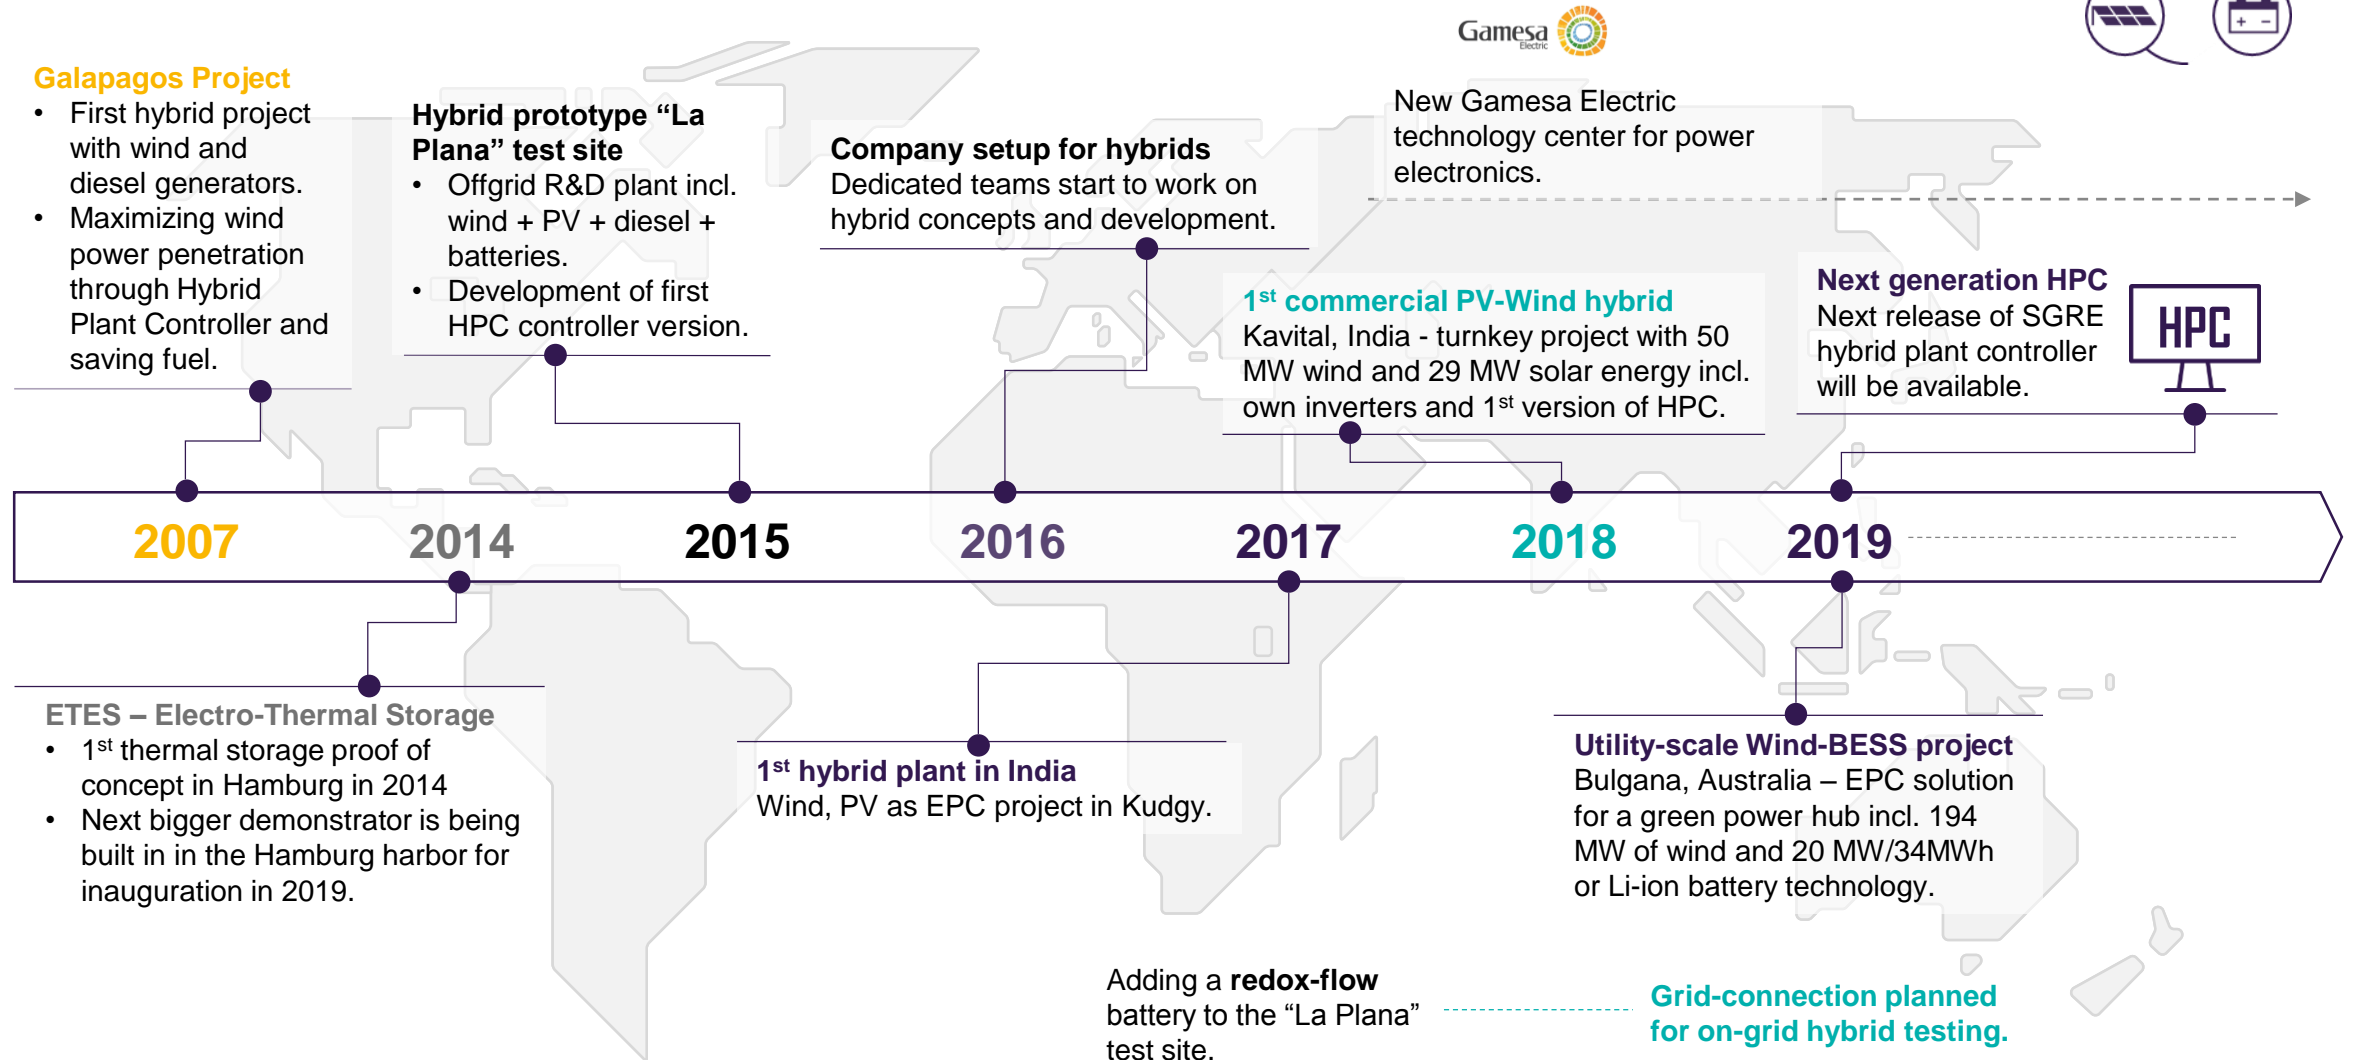 Gamesa
Electric
+ -
Galapagos Project
• First hybrid project
with wind and
diesel generators.
• Maximizing wind
power penetration
through Hybrid
Plant Controller and
saving fuel.
Hybrid prototype “La
Plana” test site
• Offgrid R&D plant incl.
wind + PV + diesel +
batteries.
• Development of first
HPC controller version.
Company setup for hybrids
Dedicated teams start to work on
hybrid concepts and development.
New Gamesa Electric
technology center for power
electronics.
1st commercial PV-Wind hybrid
Kavital, India - turnkey project with 50
MW wind and 29 MW solar energy incl.
own inverters and 1st version of HPC.
Next generation HPC
Next release of SGRE
hybrid plant controller
will be available.
HPC
2007
2014
2015
2016
2017
2018
2019
ETES – Electro-Thermal Storage
• 1st thermal storage proof of
concept in Hamburg in 2014
• Next bigger demonstrator is being
built in in the Hamburg harbor for
inauguration in 2019.
1st hybrid plant in India
Wind, PV as EPC project in Kudgy.
Utility-scale Wind-BESS project
Bulgana, Australia – EPC solution
for a green power hub incl. 194
MW of wind and 20 MW/34MWh
or Li-ion battery technology.
Adding a redox-flow
battery to the “La Plana”
test site.
Grid-connection planned
for on-grid hybrid testing.